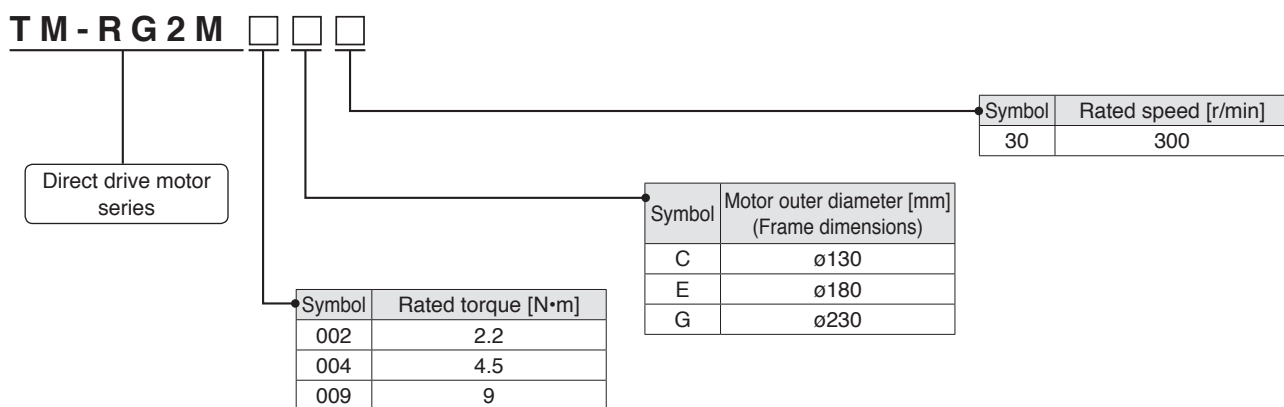 TM-RG2M □ □ □
Symbol Rated speed [r/min]
30 300
Direct drive motor
series
Symbol Motor outer diameter [mm]
(Frame dimensions)
C ø130
E ø180
G ø230
Symbol Rated torque [N•m]
002 2.2
004 4.5
009 9